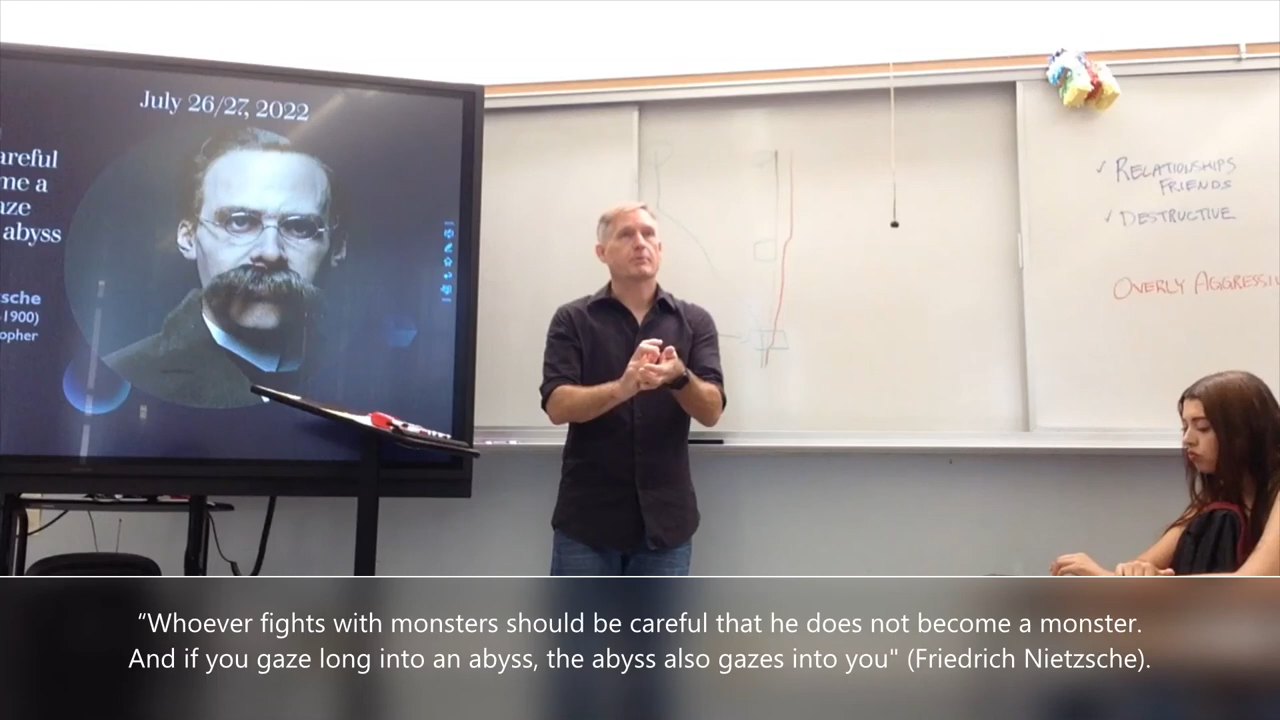 July 26/27, 2022
areful
me a
aze
abyss
sche
1900)
opher
✓ RELATIONSHIPS
FRIENDS
✓ DESTRUCTIVE
OVERLY AGGRESSI
“Whoever fights with monsters should be careful that he does not become a monster.
And if you gaze long into an abyss, the abyss also gazes into you" (Friedrich Nietzsche).